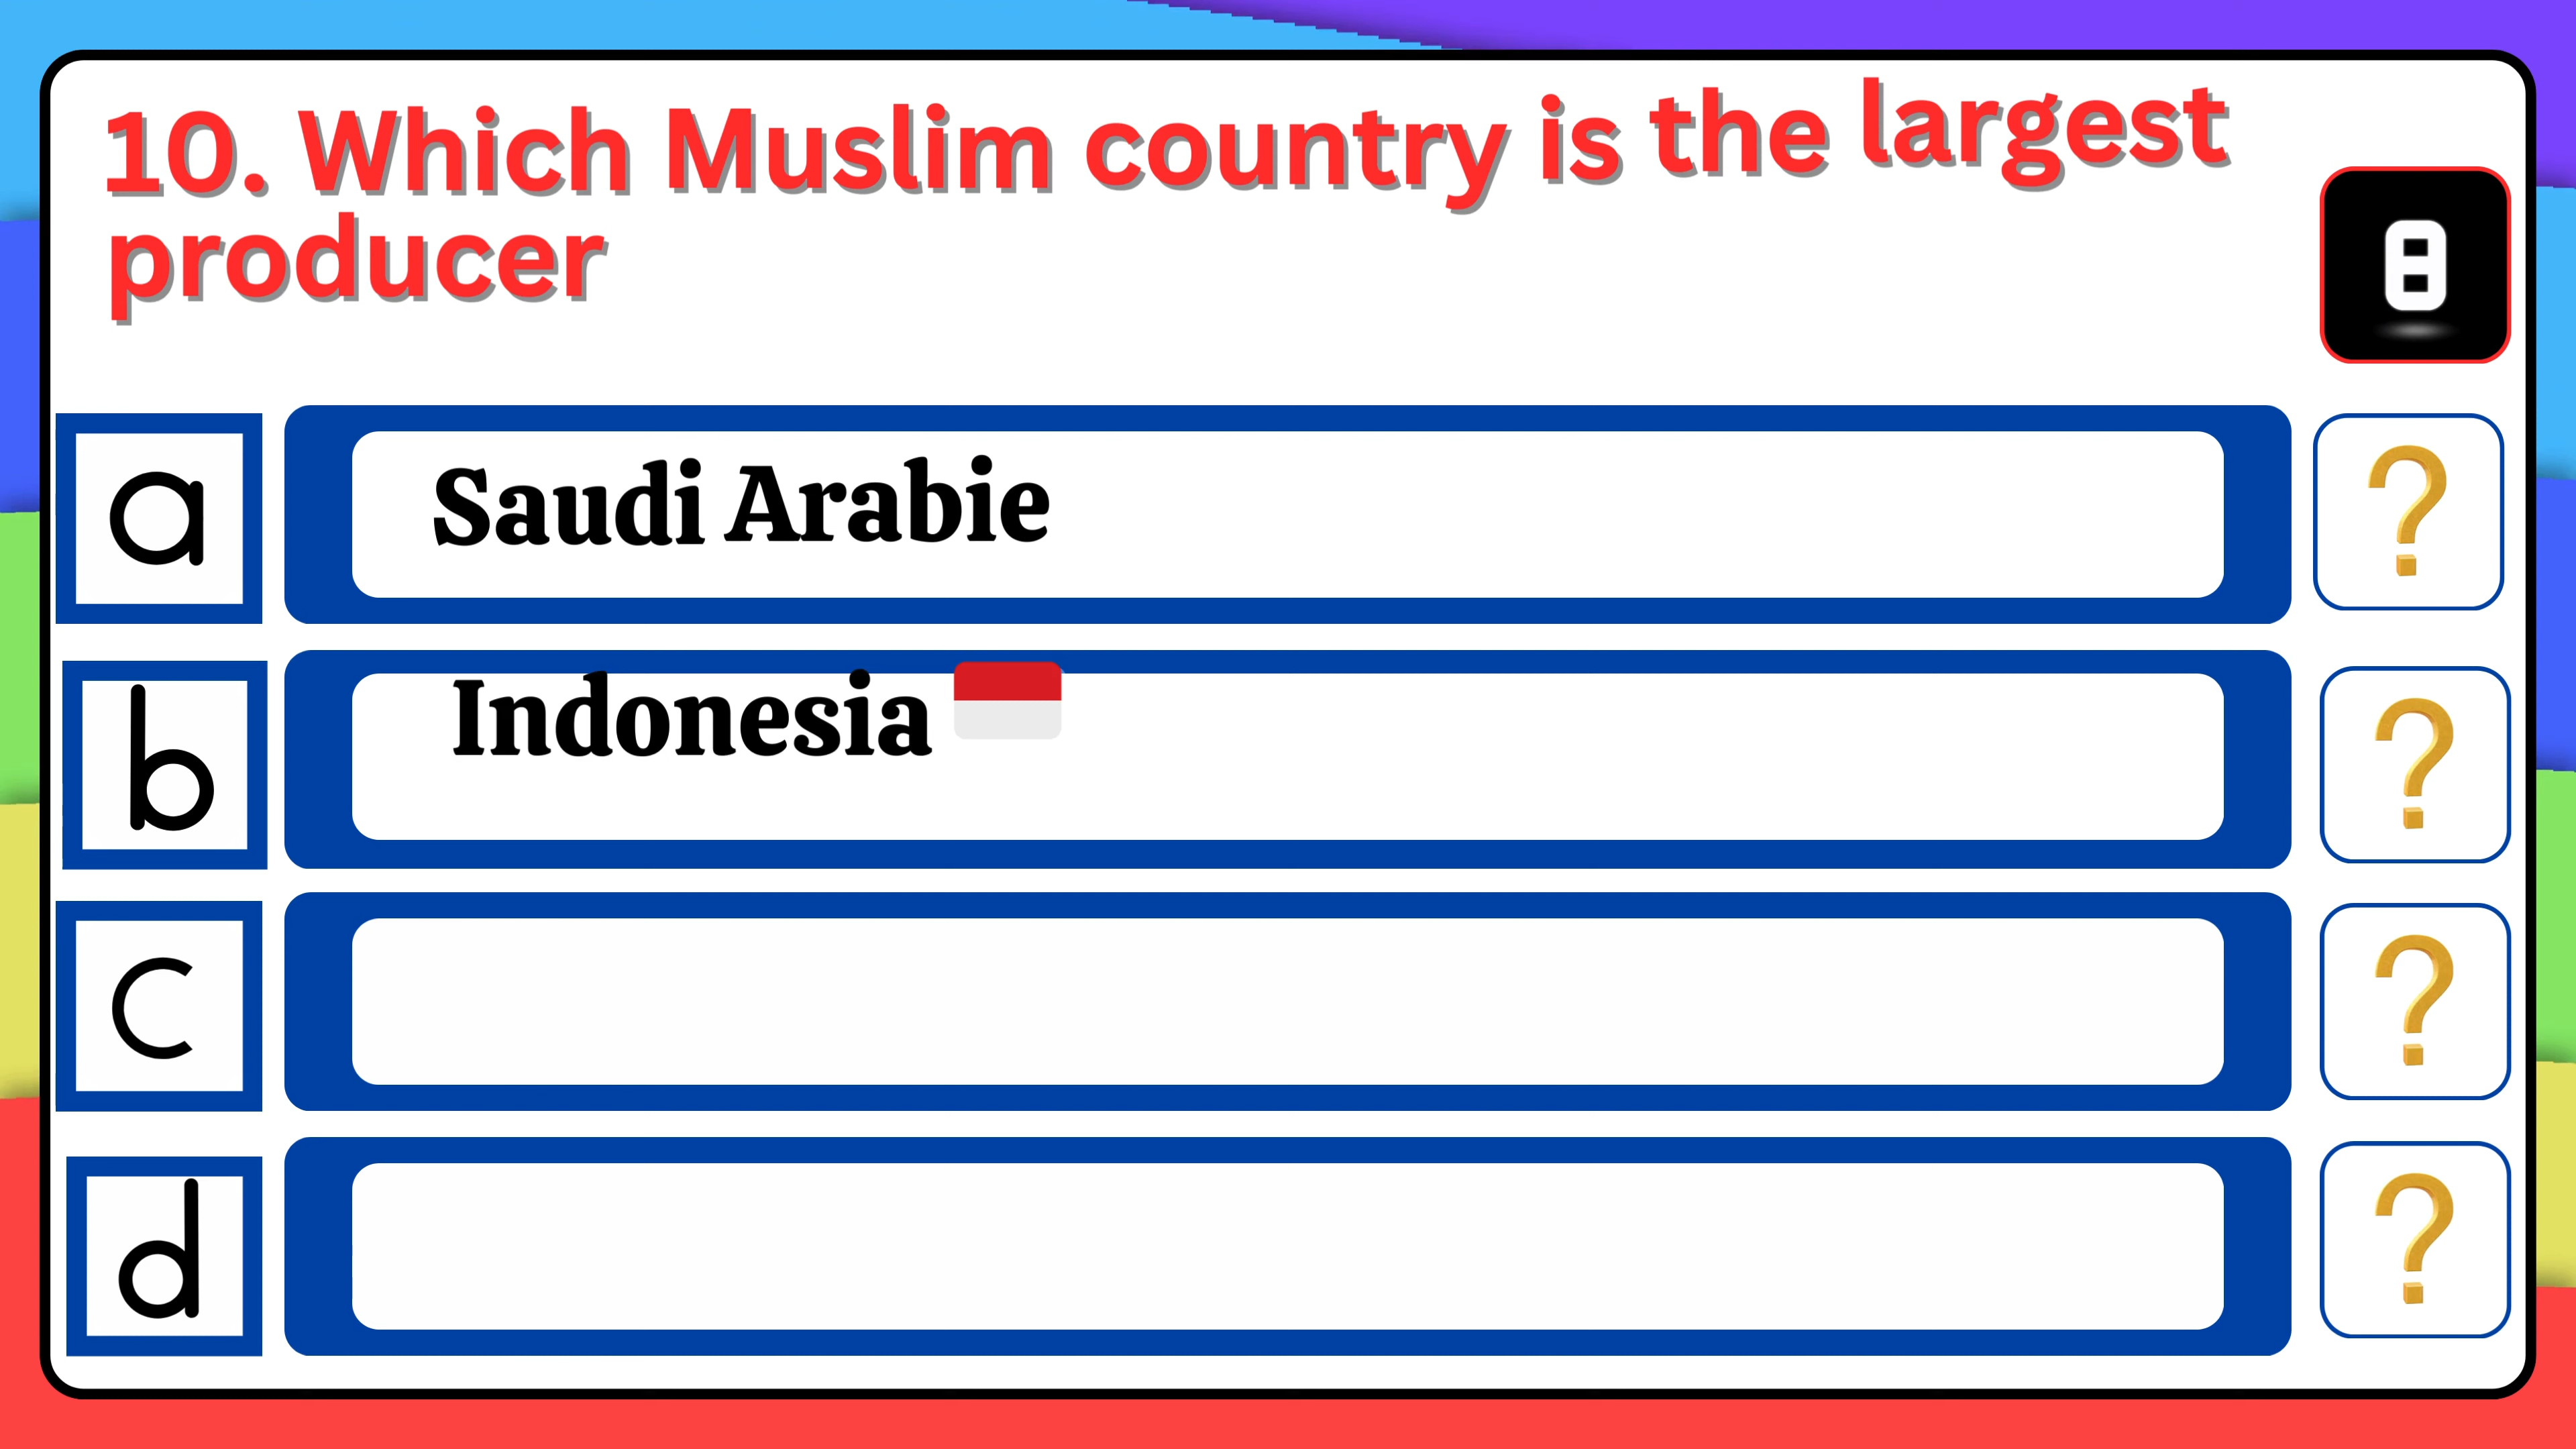 10. Which Muslim country is the largest
producer
8
a
Saudi Arabie
?
b
Indonesia
?
c
?
d
?